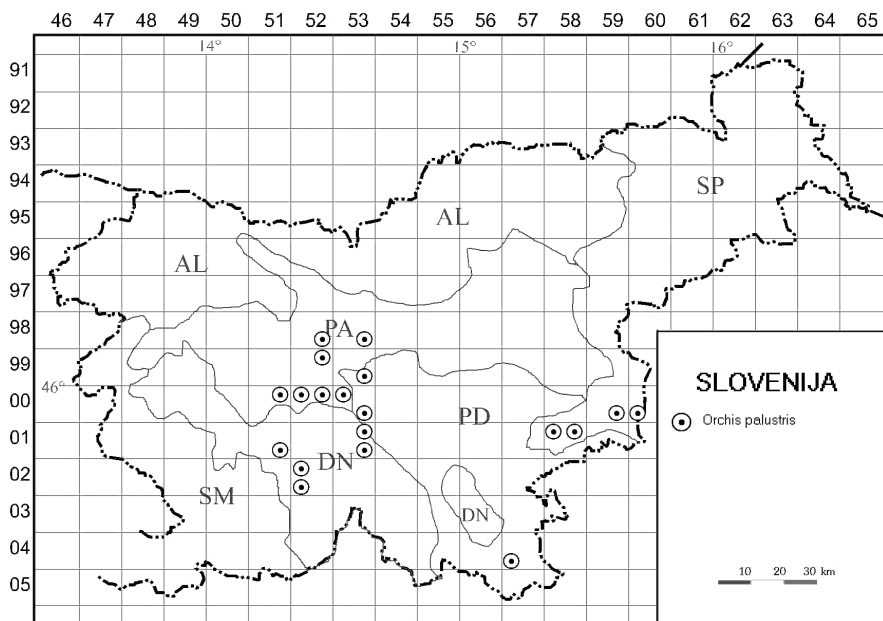 46 47 48 49 50 51 52 53 54 55 56 57 58 59 60 61 62 63 64 65
14° 15° 16°
91
92
93
94 SP
95 AL
96
97 AL
98 PA
99
46°
00 SLOVENIJA
PD Orchis palustris
01
02 DN
03 SM DN
04
05 10 20 30 km